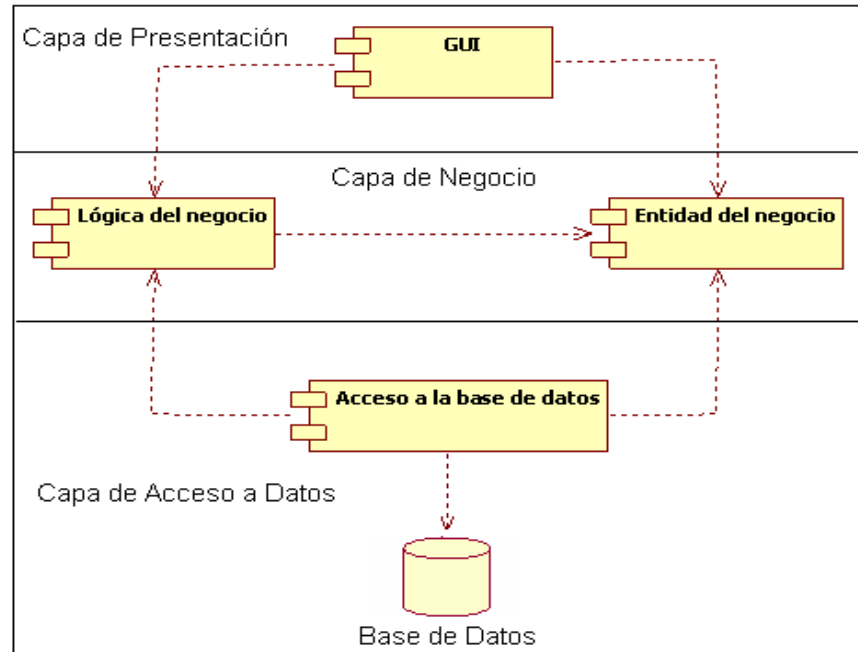 Capa de Presentación
GUI
Capa de Negocio
Lógica del negocio
Entidad del negocio
Acceso a la base de datos
Capa de Acceso a Datos
Base de Datos